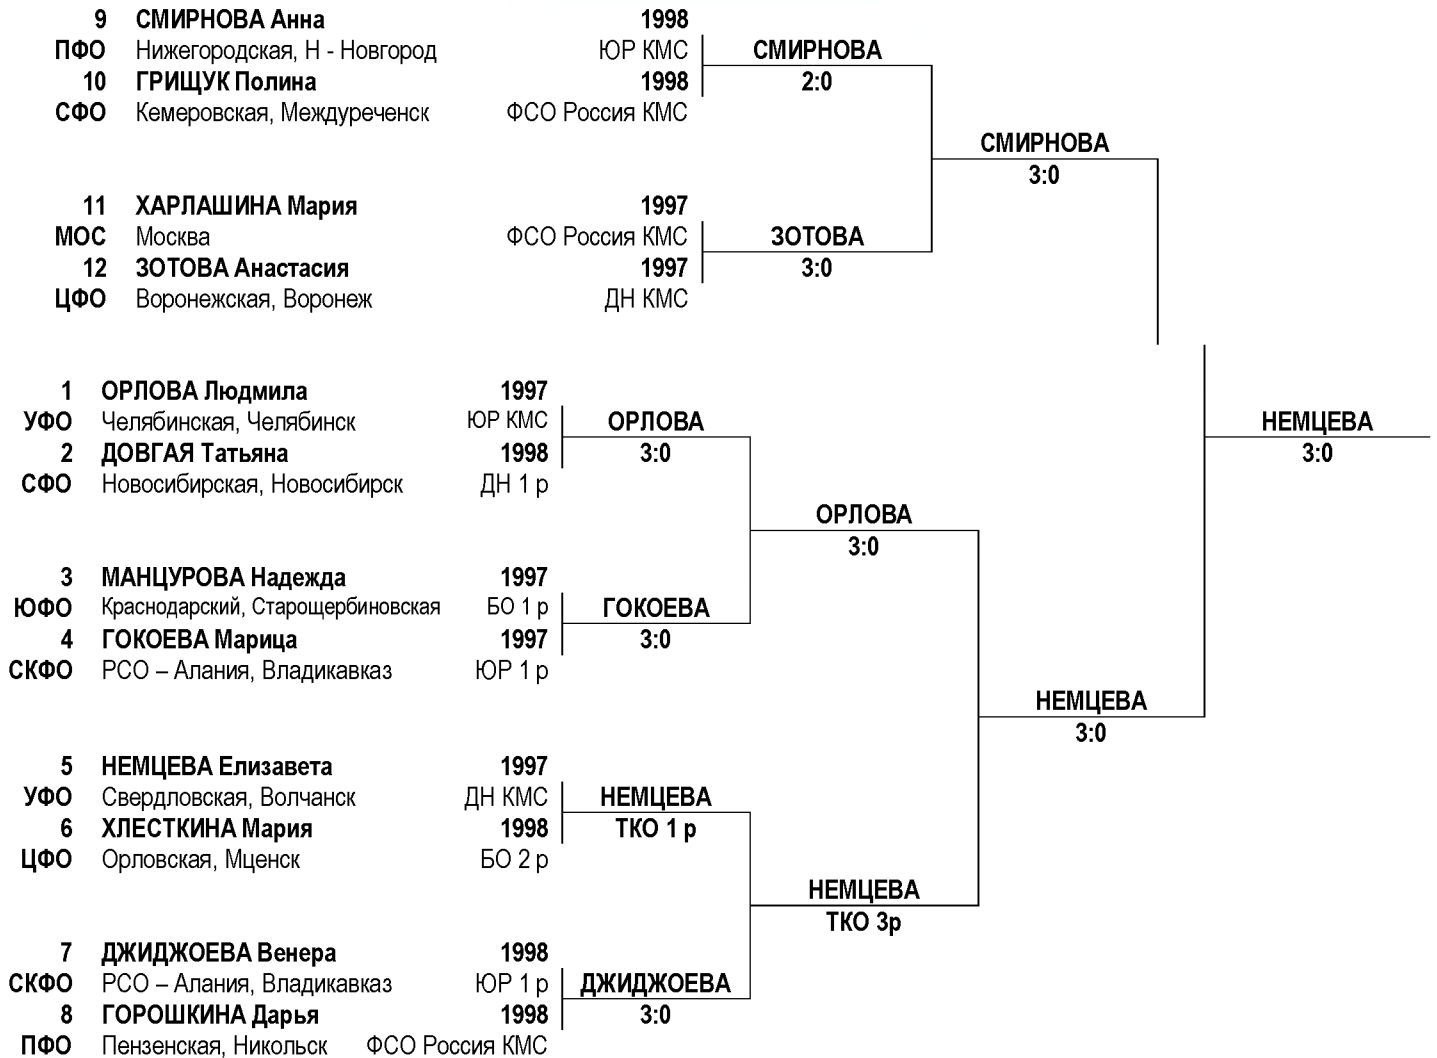 9 СМИРНОВА Анна 1998
ПФО Нижегородская, Н - Новгород ЮР КМС
СМИРНОВА
10 ГРИЩУК Полина 1998
2:0
СФО Кемеровская, Междуреченск ФСО Россия КМС
СМИРНОВА
3:0
11 ХАРЛАШИНА Мария 1997
МОС Москва ФСО Россия КМС
ЗОТОВА
12 ЗОТОВА Анастасия 1997
3:0
ЦФО Воронежская, Воронеж ДН КМС
1 ОРЛОВА Людмила 1997
УФО Челябинская, Челябинск ЮР КМС
ОРЛОВА
НЕМЦЕВА
2 ДОВГАЯ Татьяна 1998
3:0
3:0
СФО Новосибирская, Новосибирск ДН 1 р
ОРЛОВА
3:0
3 МАНЦУРОВА Надежда 1997
ЮФО Краснодарский, Старощербиновская БО 1 р
ГОКОЕВА
4 ГОКОЕВА Марица 1997
3:0
СКФО РСО – Алания, Владикавказ ЮР 1 р
НЕМЦЕВА
3:0
5 НЕМЦЕВА Елизавета 1997
УФО Свердловская, Волчанск ДН КМС
НЕМЦЕВА
6 ХЛЕСТКИНА Мария 1998
ТКО 1 р
ЦФО Орловская, Мценск БО 2 р
НЕМЦЕВА
ТКО 3р
7 ДЖИДЖОЕВА Венера 1998
СКФО РСО – Алания, Владикавказ ЮР 1 р
ДЖИДЖОЕВА
8 ГОРОШКИНА Дарья 1998
3:0
ПФО Пензенская, Никольск ФСО Россия КМС